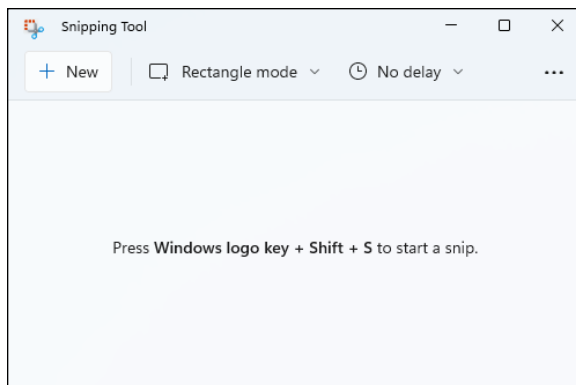 Snipping Tool
New Rectangle mode No delay
Press Windows logo key + Shift + S to start a snip.